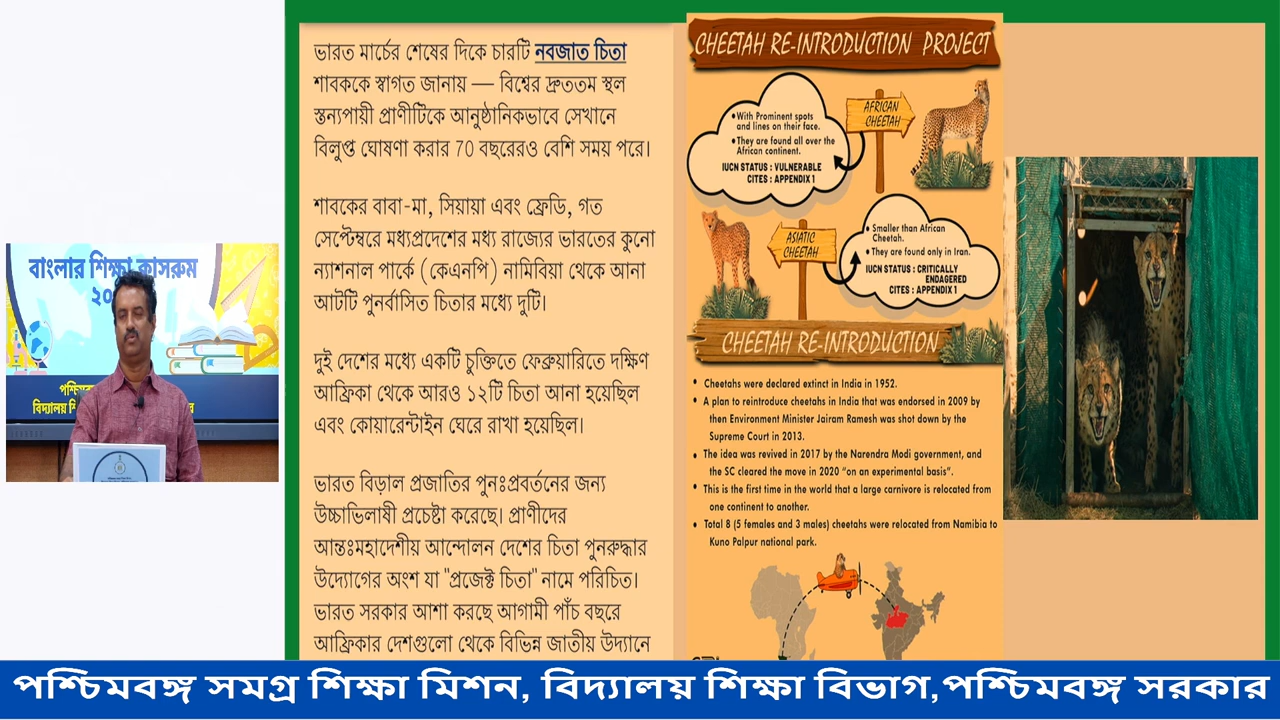 বাংলার শিক্ষা ক্লাসরুম
ভারত মার্চের শেষের দিকে চারটি নবজাত চিতা
শাবককে স্বাগত জানায় — বিশ্বের দ্রুততম স্থল
স্তন্যপায়ী প্রাণীটিকে আনুষ্ঠানিকভাবে সেখানে
বিলুপ্ত ঘোষণা করার 70 বছরেরও বেশি সময় পরে।
শাবকের বাবা-মা, সিয়ায়া এবং ফ্রেডি, গত
সেপ্টেম্বরে মধ্যপ্রদেশের মধ্য রাজ্যের ভারতের কুনো
ন্যাশনাল পার্কে (কেএনপি) নামিবিয়া থেকে আনা
আটটি পুনর্বাসিত চিতার মধ্যে দুটি।
দুই দেশের মধ্যে একটি চুক্তিতে ফেব্রুয়ারিতে দক্ষিণ
আফ্রিকা থেকে আরও ১২টি চিতা আনা হয়েছিল
এবং কোয়ারেন্টাইন ঘেরে রাখা হয়েছিল।
ভারত বিড়াল প্রজাতির পুনঃপ্রবর্তনের জন্য
উচ্চাভিলাষী প্রচেষ্টা করেছে। প্রাণীদের
আন্তঃমহাদেশীয় আন্দোলন দেশের চিতা পুনরুদ্ধার
উদ্যোগের অংশ যা "প্রজেক্ট চিতা" নামে পরিচিত।
ভারত সরকার আশা করছে আগামী পাঁচ বছরে
আফ্রিকার দেশগুলো থেকে বিভিন্ন জাতীয় উদ্যানে
CHEETAH RE-INTRODUCTION PROJECT
AFRICAN
CHEETAH
•With Prominent spots
and lines on their face.
•They are found all over the
African continent.
IUCN STATUS : VULNERABLE
CITES : APPENDIX 1
ASIATIC
CHEETAH
• Smaller than African
Cheetah.
• They are found only in Iran.
IUCN STATUS : CRITICALLY
ENDAGERED
CITES : APPENDIX 1
CHEETAH RE-INTRODUCTION
• Cheetahs were declared extinct in India in 1952.
• A plan to reintroduce cheetahs in India that was endorsed in 2009 by
then Environment Minister Jairam Ramesh was shot down by the
Supreme Court in 2013.
• The idea was revived in 2017 by the Narendra Modi government, and
the SC cleared the move in 2020 “on an experimental basis”.
• This is the first time in the world that a large carnivore is relocated from
one continent to another.
• Total 8 (5 females and 3 males) cheetahs were relocated from Namibia to
Kuno Palpur national park.
পশ্চিমবঙ্গ সমগ্র শিক্ষা মিশন, বিদ্যালয় শিক্ষা বিভাগ,পশ্চিমবঙ্গ সরকার